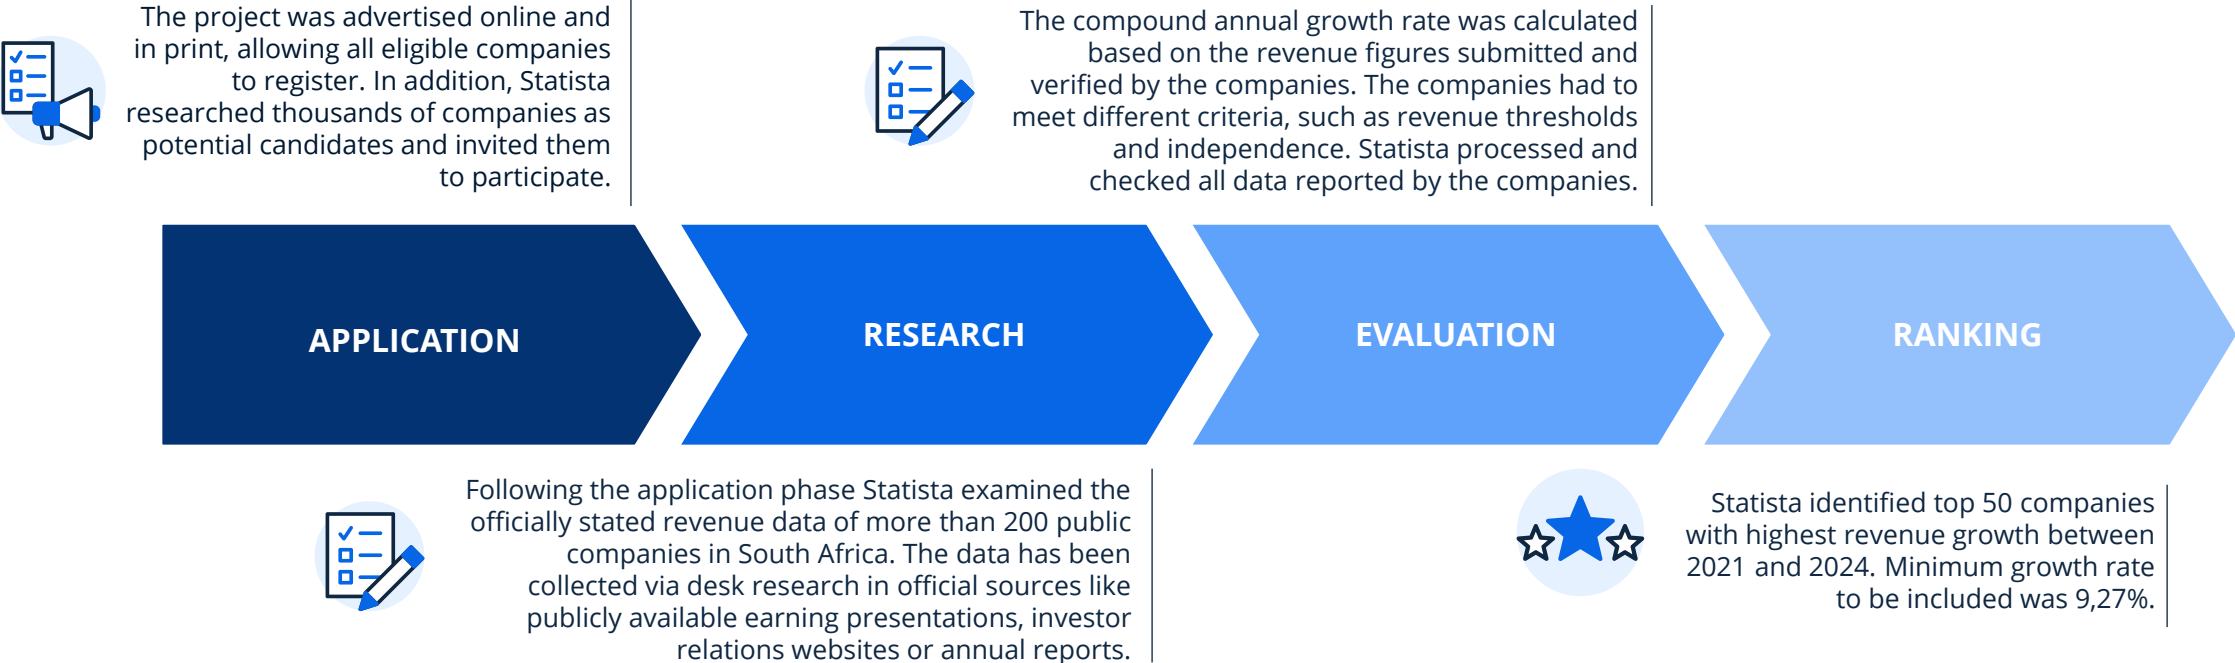 The project was advertised online and
in print, allowing all eligible companies
to register. In addition, Statista
researched thousands of companies as
potential candidates and invited them
to participate.
The compound annual growth rate was calculated
based on the revenue figures submitted and
verified by the companies. The companies had to
meet different criteria, such as revenue thresholds
and independence. Statista processed and
checked all data reported by the companies.
APPLICATION
RESEARCH
EVALUATION
RANKING
Following the application phase Statista examined the
officially stated revenue data of more than 200 public
companies in South Africa. The data has been
collected via desk research in official sources like
publicly available earning presentations, investor
relations websites or annual reports.
Statista identified top 50 companies
with highest revenue growth between
2021 and 2024. Minimum growth rate
to be included was 9,27%.